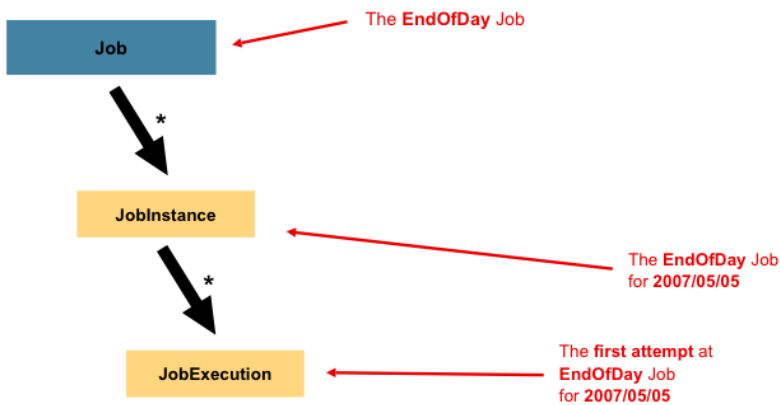 The EndOfDay Job
Job
*
JobInstance
The EndOfDay Job
for 2007/05/05
*
The first attempt at
EndOfDay Job
for 2007/05/05
JobExecution